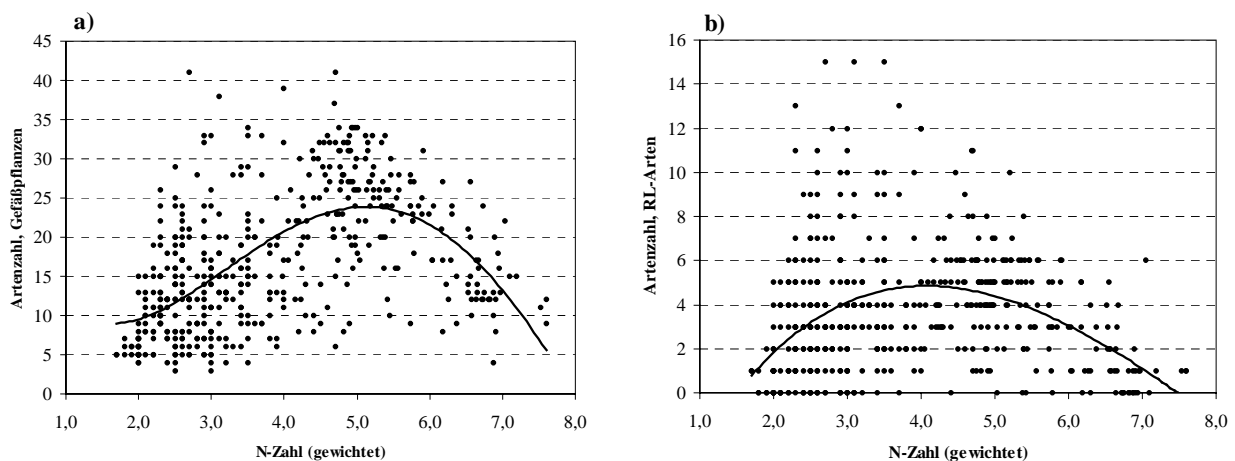 a)
Artenzahl, Gefäßpflanzen
45
40
35
30
25
20
15
10
5
0
1,0 2,0 3,0 4,0 5,0 6,0 7,0 8,0
N-Zahl (gewichtet)
b)
Artenzahl, RL-Arten
16
14
12
10
8
6
4
2
0
1,0 2,0 3,0 4,0 5,0 6,0 7,0 8,0
N-Zahl (gewichtet)